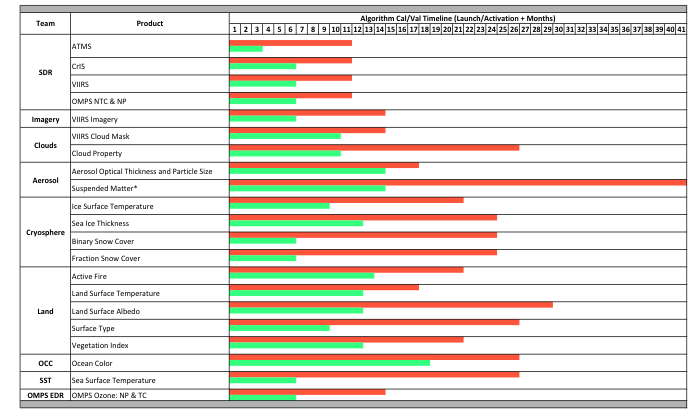 Team Product Algorithm Cal/Val Timeline (Launch/Activation + Months)
1 2 3 4 5 6 7 8 9 10 11 12 13 14 15 16 17 18 19 20 21 22 23 24 25 26 27 28 29 30 31 32 33 34 35 36 37 38 39 40 41
SDR
ATMS
CrIS
VIIRS
OMPS NTC & NP
Imagery VIIRS Imagery
Clouds
VIIRS Cloud Mask
Cloud Property
Aerosol
Aerosol Optical Thickness and Particle Size
Suspended Matter*
Cryosphere
Ice Surface Temperature
Sea Ice Thickness
Binary Snow Cover
Fraction Snow Cover
Land
Active Fire
Land Surface Temperature
Land Surface Albedo
Surface Type
Vegetation Index
OCC Ocean Color
SST Sea Surface Temperature
OMPS EDR OMPS Ozone: NP & TC